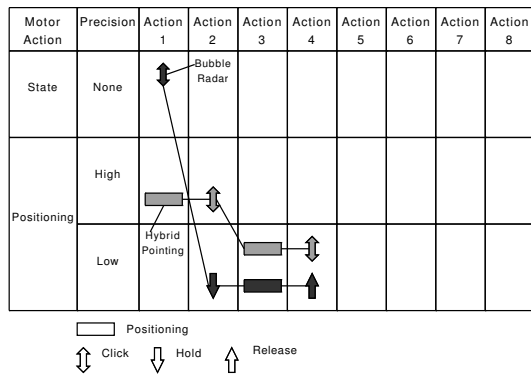 Motor Action
Precision
Action 1
Action 2
Action 3
Action 4
Action 5
Action 6
Action 7
Action 8
State
None
Bubble
Radar
Positioning
High
Hybrid
Pointing
Low
Positioning
Click
Hold
Release